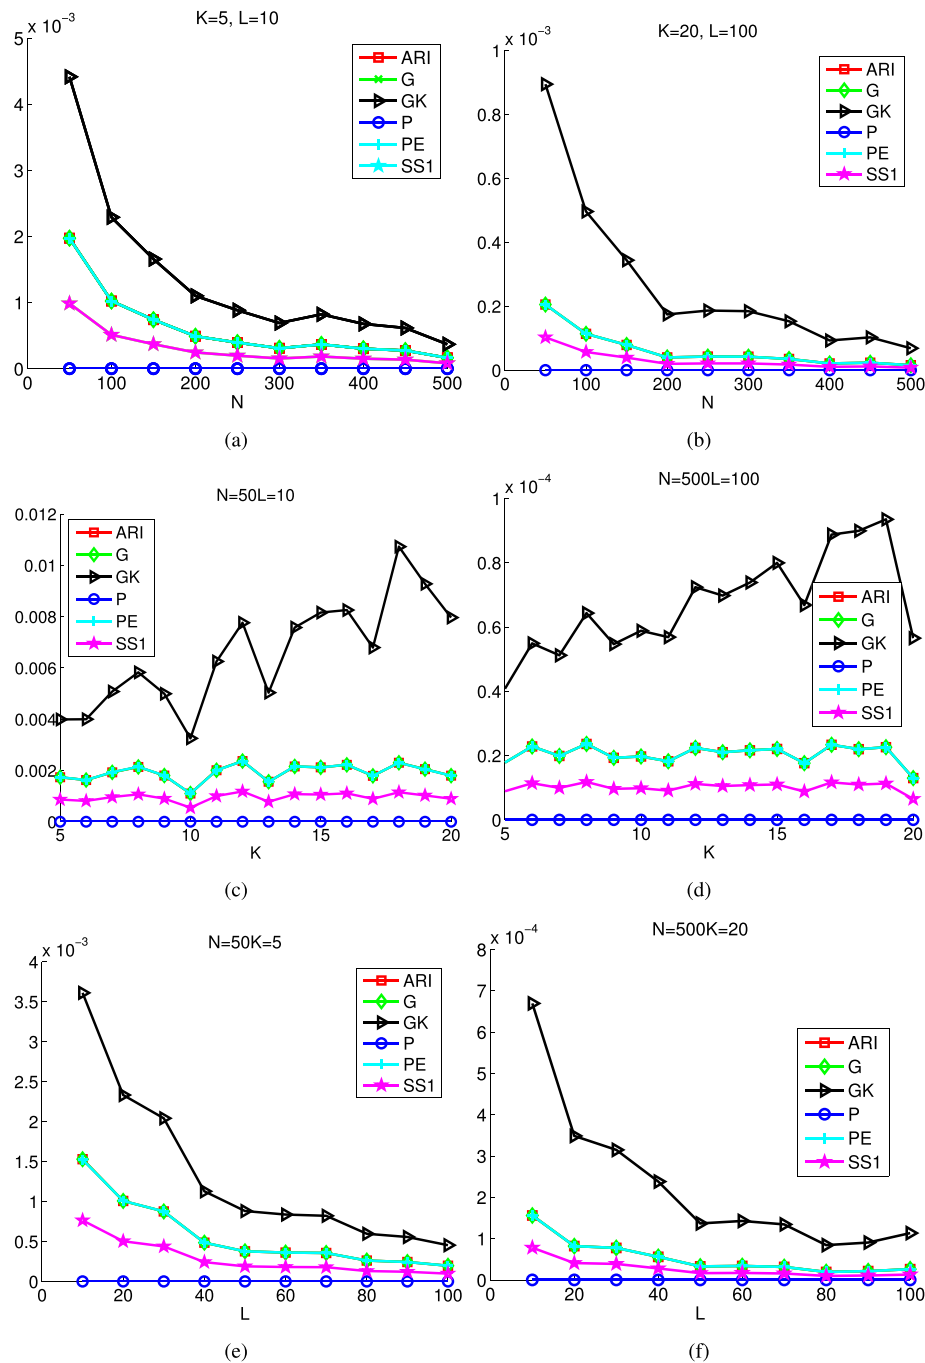 x 10−3
K=5, L=10
5
4
3
2
1
0
0
100
200
300
400
500
N
ARI
G
GK
P
PE
SS1
(a)
x 10−3
K=20, L=100
1
0.8
0.6
0.4
0.2
0
0
100
200
300
400
500
N
ARI
G
GK
P
PE
SS1
(b)
N=50L=10
0.012
0.01
0.008
0.006
0.004
0.002
0
5
10
15
20
K
ARI
G
GK
P
PE
SS1
(c)
x 10−4
N=500L=100
1
0.8
0.6
0.4
0.2
0
5
10
15
20
K
ARI
G
GK
P
PE
SS1
(d)
x 10−3
N=50K=5
4
3.5
3
2.5
2
1.5
1
0.5
0
0
20
40
60
80
100
L
ARI
G
GK
P
PE
SS1
(e)
x 10−4
N=500K=20
8
7
6
5
4
3
2
1
0
0
20
40
60
80
100
L
ARI
G
GK
P
PE
SS1
(f)